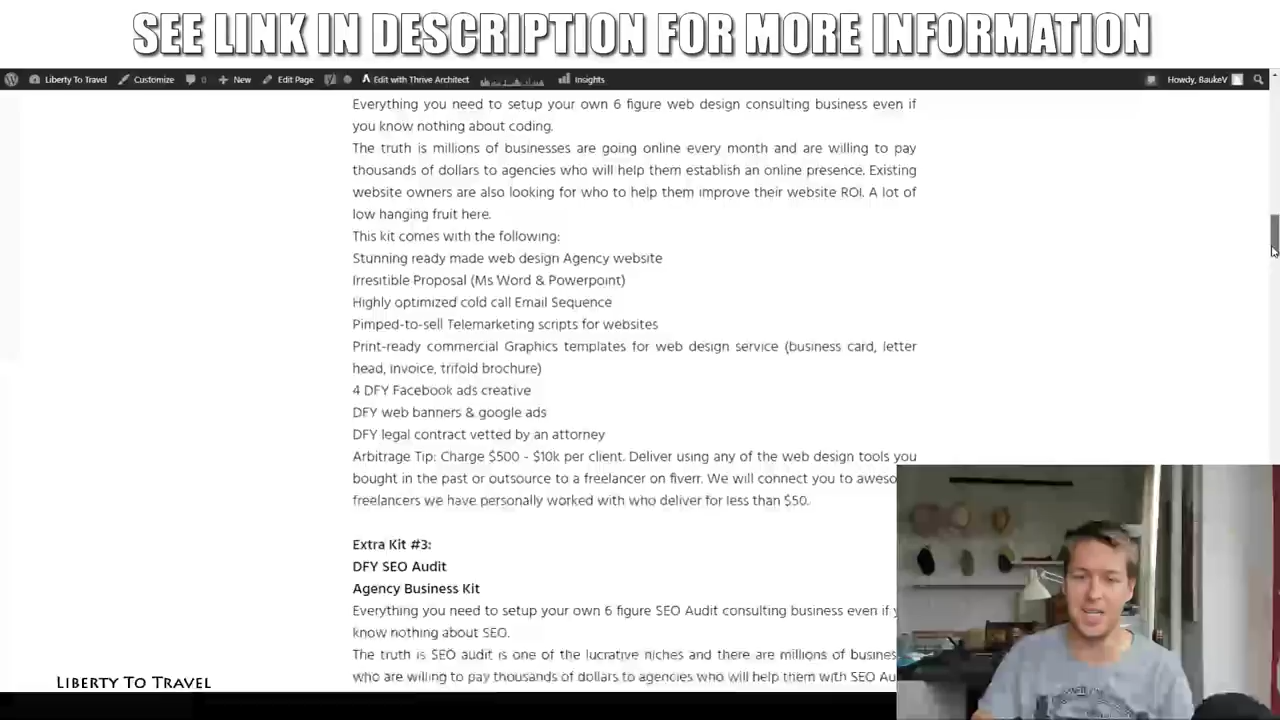 SEE LINK IN DESCRIPTION FOR MORE INFORMATION
Liberty To Travel Customize 0 New Edit Page Edit with Thrive Architect Insights Howdy, BaukeV
Everything you need to setup your own 6 figure web design consulting business even if
you know nothing about coding.
The truth is millions of businesses are going online every month and are willing to pay
thousands of dollars to agencies who will help them establish an online presence. Existing
website owners are also looking for who to help them improve their website ROI. A lot of
low hanging fruit here.
This kit comes with the following:
Stunning ready made web design Agency website
Irresitible Proposal (Ms Word & Powerpoint)
Highly optimized cold call Email Sequence
Pimped-to-sell Telemarketing scripts for websites
Print-ready commercial Graphics templates for web design service (business card, letter
head, invoice, trifold brochure)
4 DFY Facebook ads creative
DFY web banners & google ads
DFY legal contract vetted by an attorney
Arbitrage Tip: Charge $500 - $10k per client. Deliver using any of the web design tools you
bought in the past or outsource to a freelancer on fiverr. We will connect you to aweso
freelancers we have personally worked with who deliver for less than $50.
Extra Kit #3:
DFY SEO Audit
Agency Business Kit
Everything you need to setup your own 6 figure SEO Audit consulting business even if
know nothing about SEO.
The truth is SEO audit is one of the lucrative niches and there are millions of busines
who are willing to pay thousands of dollars to agencies who will help them with SEO Au
LIBERTY TO TRAVEL